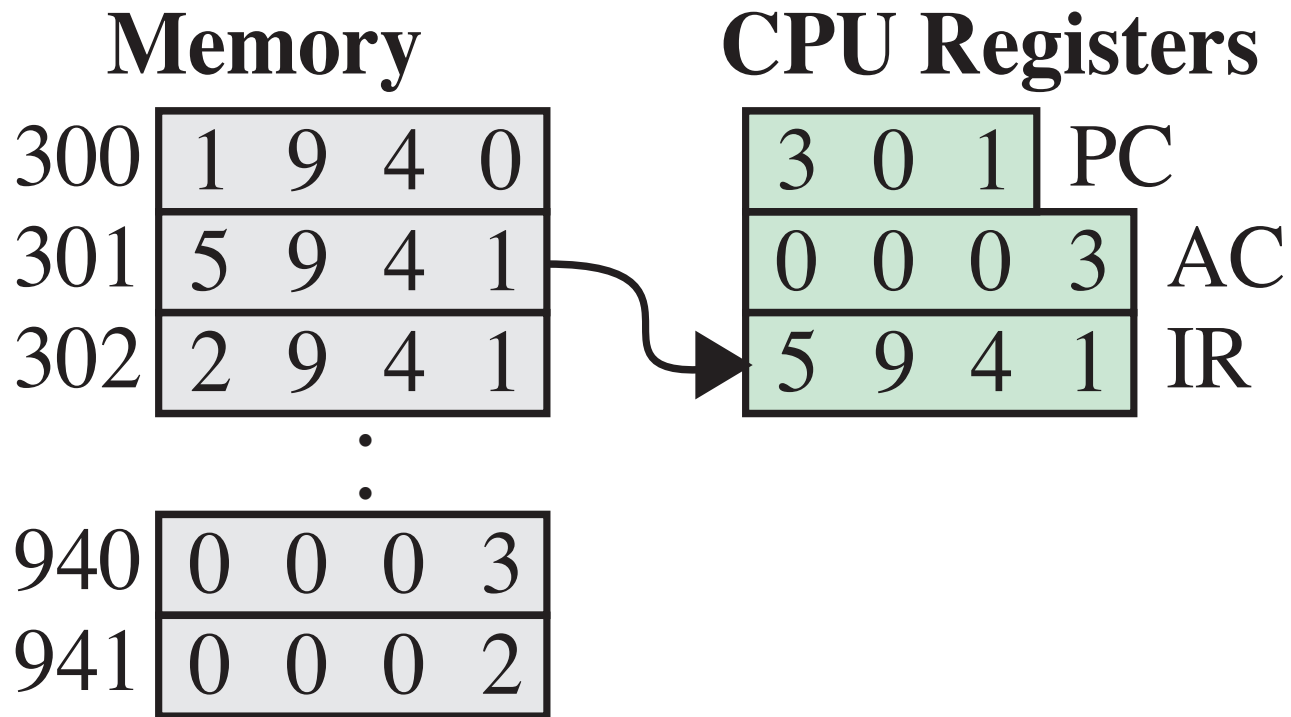 Memory CPU Registers
300 1 9 4 0 3 0 1 PC
301 5 9 4 1 0 0 0 3 AC
302 2 9 4 1 5 9 4 1 IR
940 0 0 0 3
941 0 0 0 2